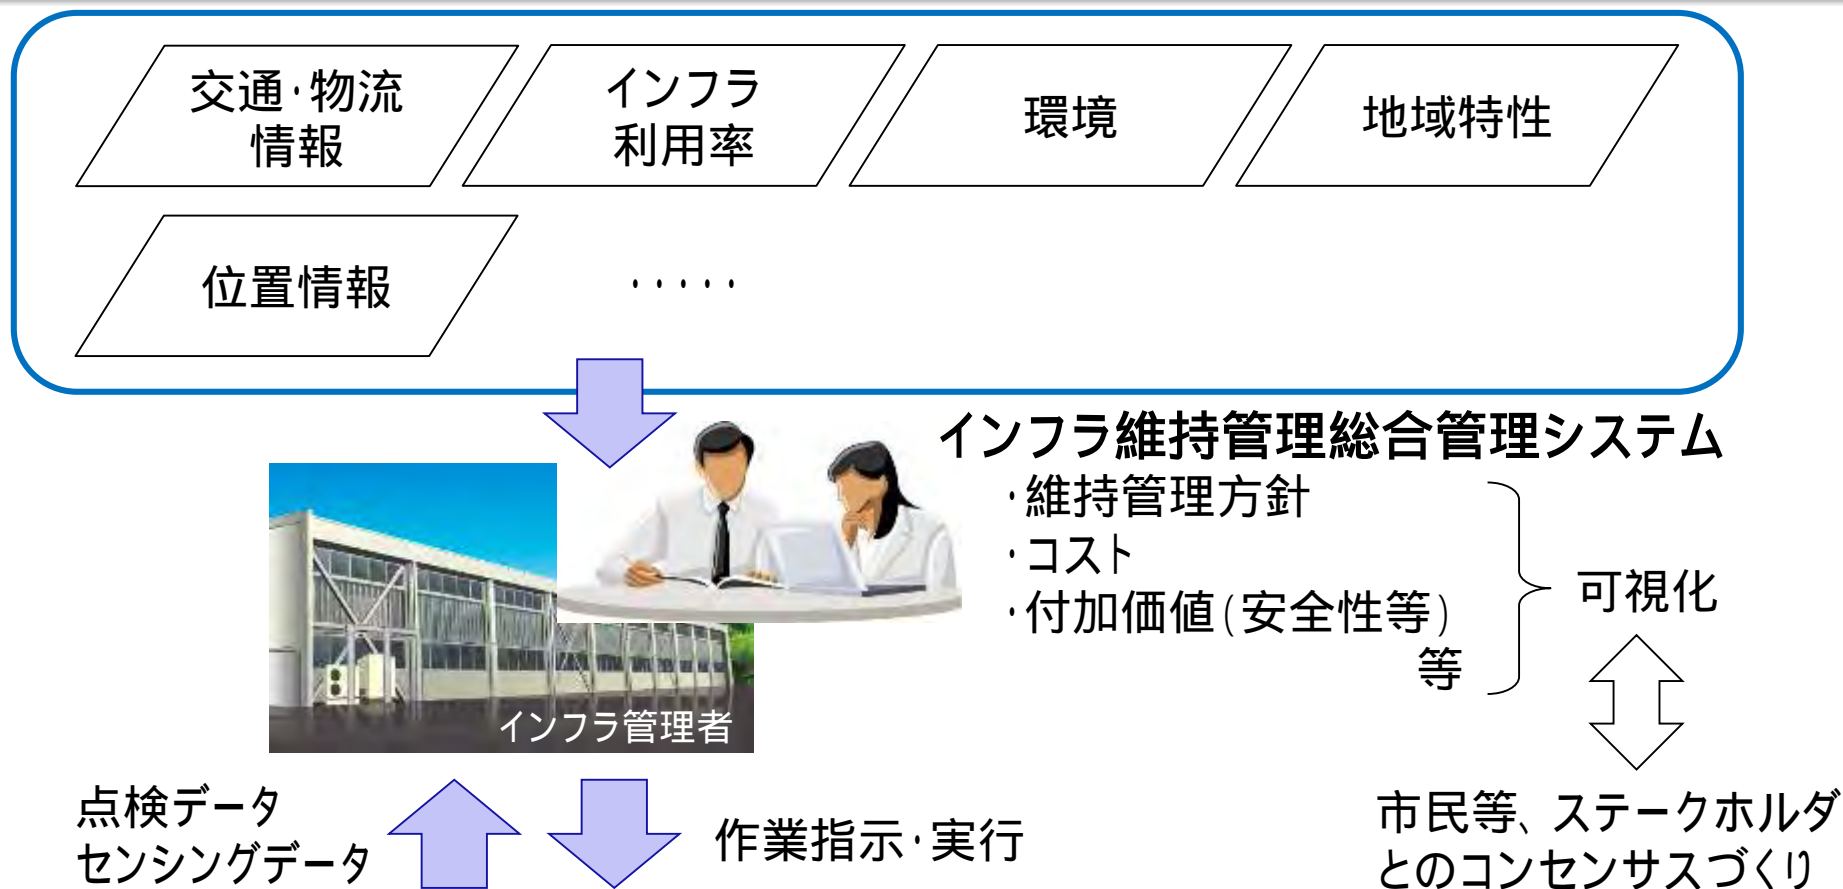 交通・物流
情報
インフラ
利用率
環境
地域特性
位置情報
・・・・・
インフラ維持管理総合管理システム
・維持管理方針
・コスト
・付加価値(安全性等)
等
可視化
インフラ管理者
点検データ
センシングデータ
作業指示・実行
市民等、ステークホルダ
とのコンセンサスづくり